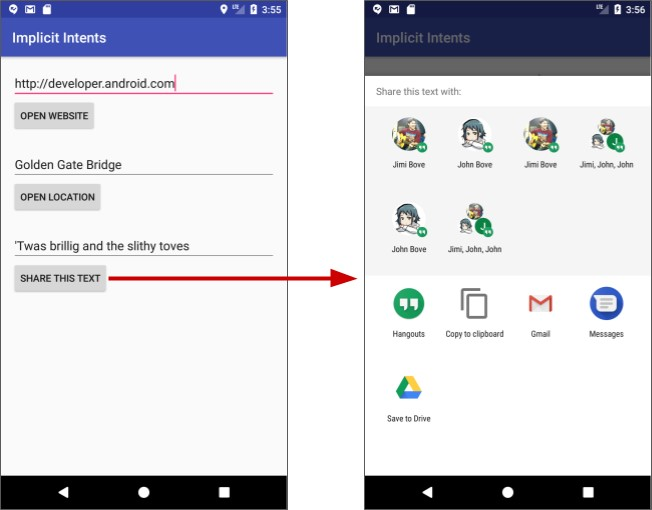 LTE 3:55
Implicit Intents
http://developer.android.com
OPEN WEBSITE
Golden Gate Bridge
OPEN LOCATION
'Twas brillig and the slithy toves
SHARE THIS TEXT
LTE 3:56
Implicit Intents
Share this text with:
Jimi Bove John Bove Jimi Bove Jimi, John, John
J
John Bove Jimi, John, John
J
Hangouts Copy to clipboard Gmail Messages
Save to Drive